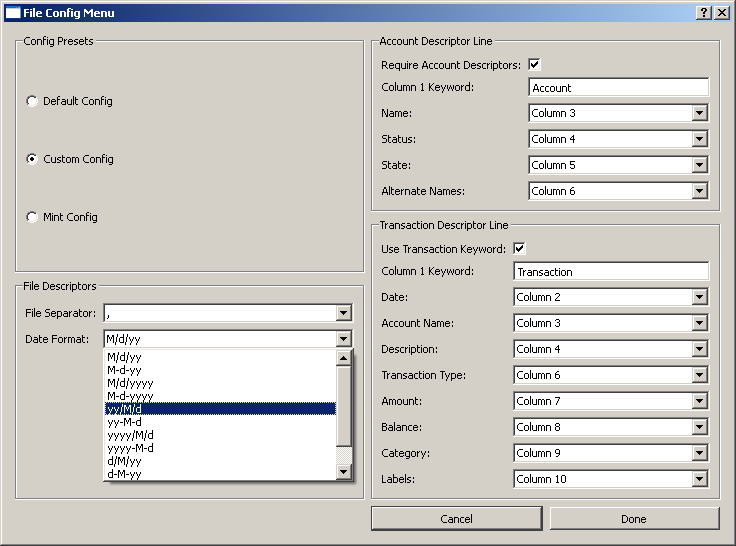 File Config Menu
Config Presets
Default Config
Custom Config
Mint Config
File Descriptors
File Separator: ,
Date Format: M/d/yy
M/d/yy
M-d-yy
M/d/yyyy
M-d-yyyy
yy/M/d
yy-M-d
yyyy/M/d
yyyy-M-d
d/M/yy
d-M-yy
Account Descriptor Line
Require Account Descriptors:
Column 1 Keyword: Account
Name: Column 3
Status: Column 4
State: Column 5
Alternate Names: Column 6
Transaction Descriptor Line
Use Transaction Keyword:
Column 1 Keyword: Transaction
Date: Column 2
Account Name: Column 3
Description: Column 4
Transaction Type: Column 6
Amount: Column 7
Balance: Column 8
Category: Column 9
Labels: Column 10
Cancel
Done